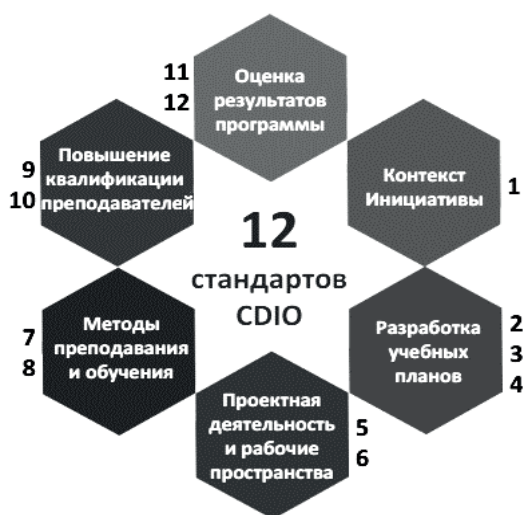 11
12
Оценка
результатов
программы
9
10
Повышение
квалификации
преподавателей
Контекст
Инициативы
1
12
стандартов
CDIO
7
8
Методы
преподавания
и обучения
Разработка
учебных
планов
2
3
4
Проектная
деятельность
и рабочие
пространства
5
6